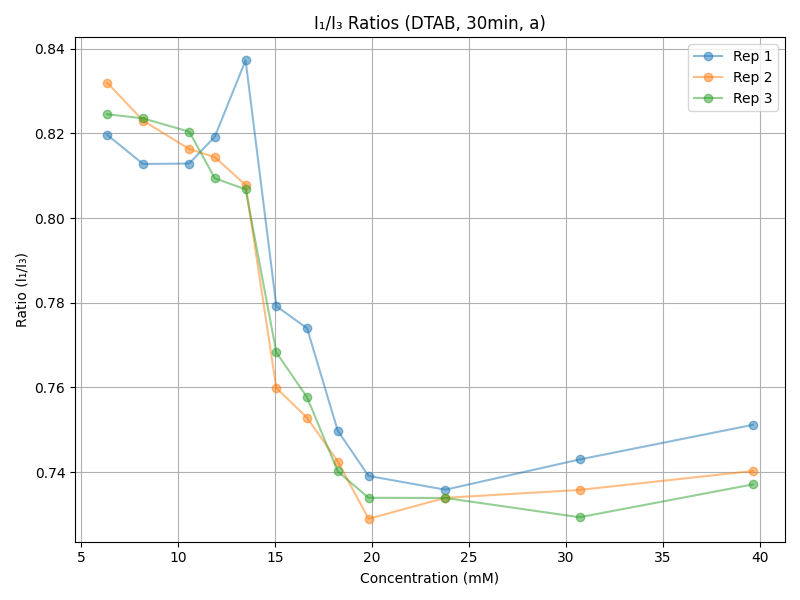 I₁/I₃ Ratios (DTAB, 30min, a)
Rep 1
Rep 2
Rep 3
0.84
0.82
0.80
0.78
0.76
0.74
Ratio (I₁/I₃)
5 10 15 20 25 30 35 40
Concentration (mM)